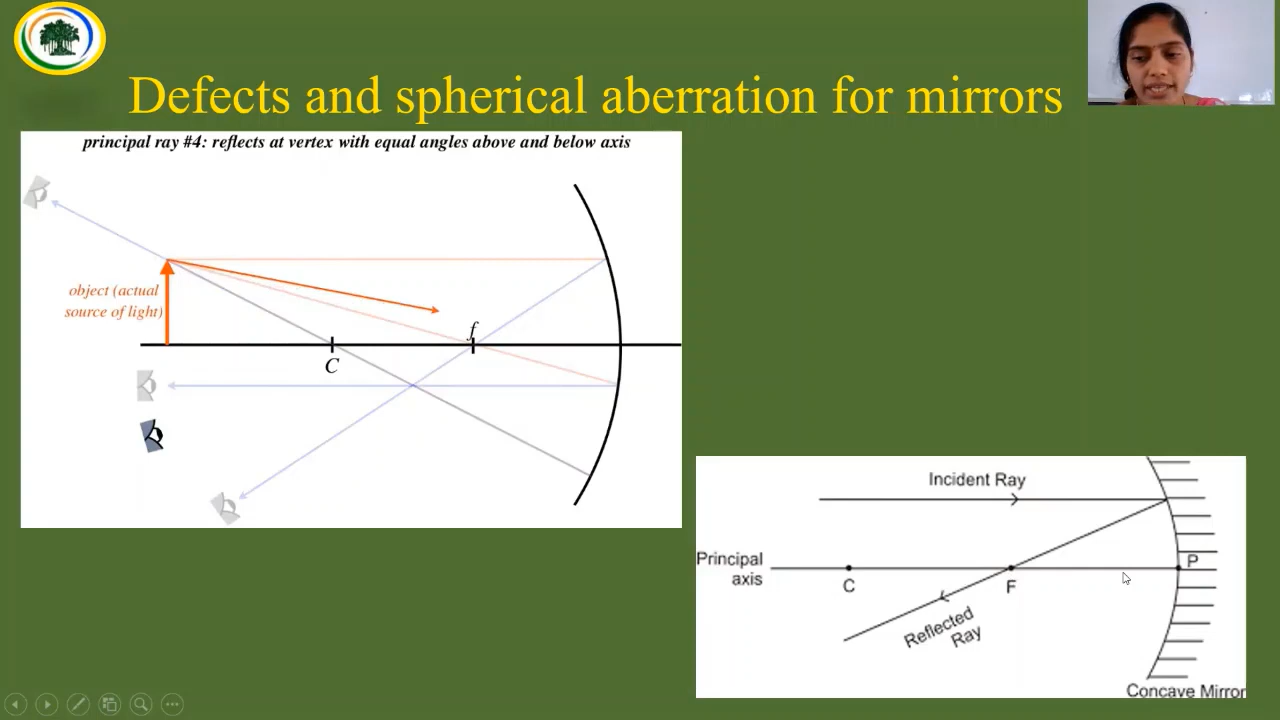 Defects and spherical aberration for mirrors
principal ray #4: reflects at vertex with equal angles above and below axis
object (actual
source of light)
f
C
Incident Ray
Principal
axis
C
F
P
Reflected
Ray
Concave Mirror